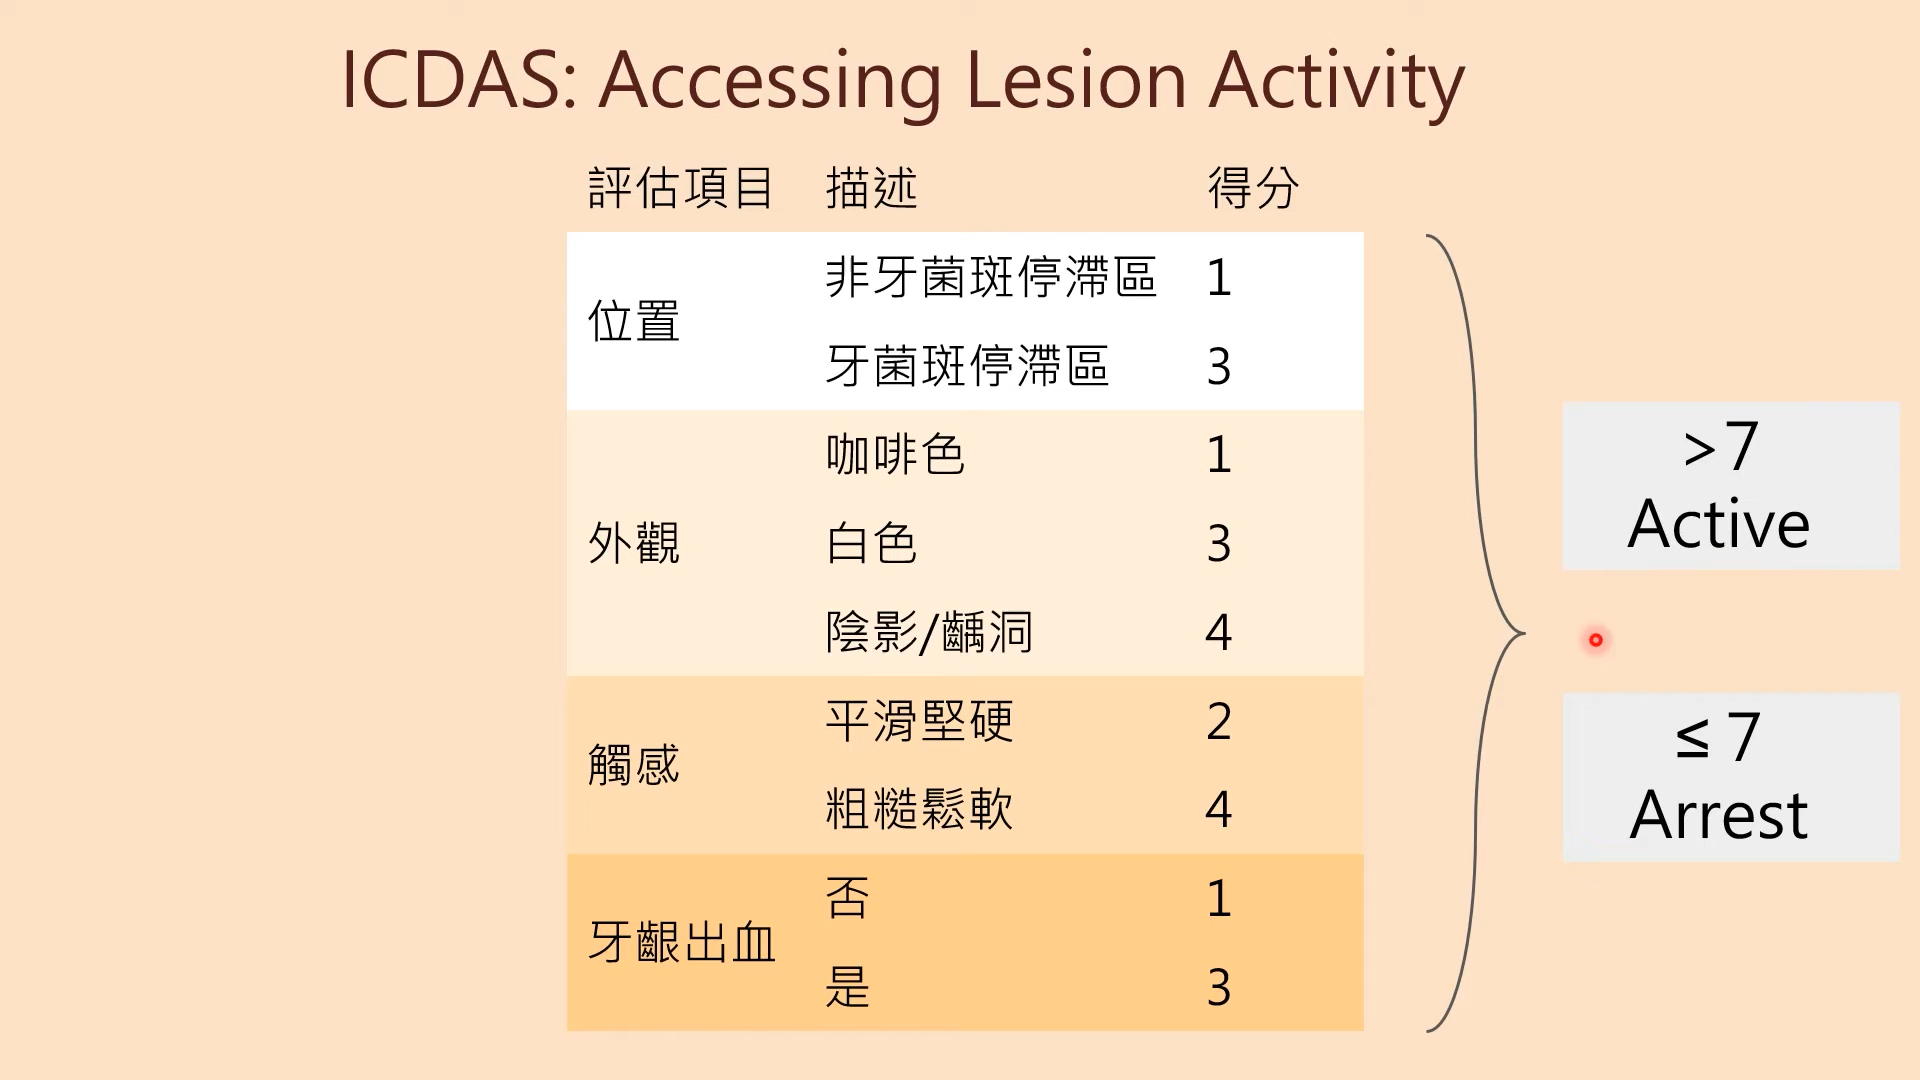 ICDAS: Accessing Lesion Activity
評估項目 描述 得分
位置
非牙菌斑停滯區 1
牙菌斑停滯區 3
外觀
咖啡色 1
白色 3
陰影/齲洞 4
觸感
平滑堅硬 2
粗糙鬆軟 4
牙齦出血
否 1
是 3
>7
Active
≤ 7
Arrest